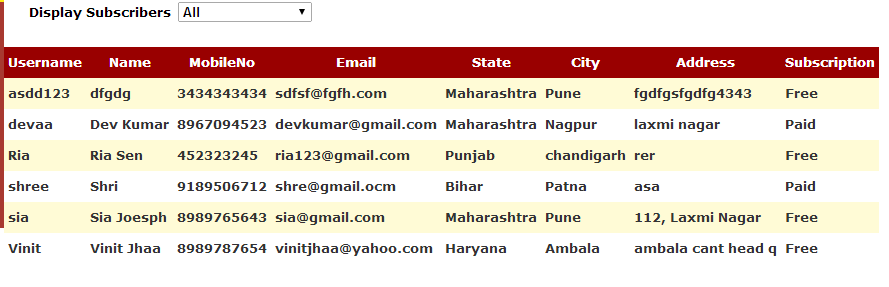 Display Subscribers All
Username Name MobileNo Email State City Address Subscription
asdd123 dfgdg 3434343434 sdfsf@fgfh.com Maharashtra Pune fgdfgsfgdfg4343 Free
devaa Dev Kumar 8967094523 devkumar@gmail.com Maharashtra Nagpur laxmi nagar Paid
Ria Ria Sen 452323245 ria123@gmail.com Punjab chandigarh rer Free
shree Shri 9189506712 shre@gmail.ocm Bihar Patna asa Paid
sia Sia Joesph 8989765643 sia@gmail.com Maharashtra Pune 112, Laxmi Nagar Free
Vinit Vinit Jhaa 8989787654 vinitjhaa@yahoo.com Haryana Ambala ambala cant head q Free